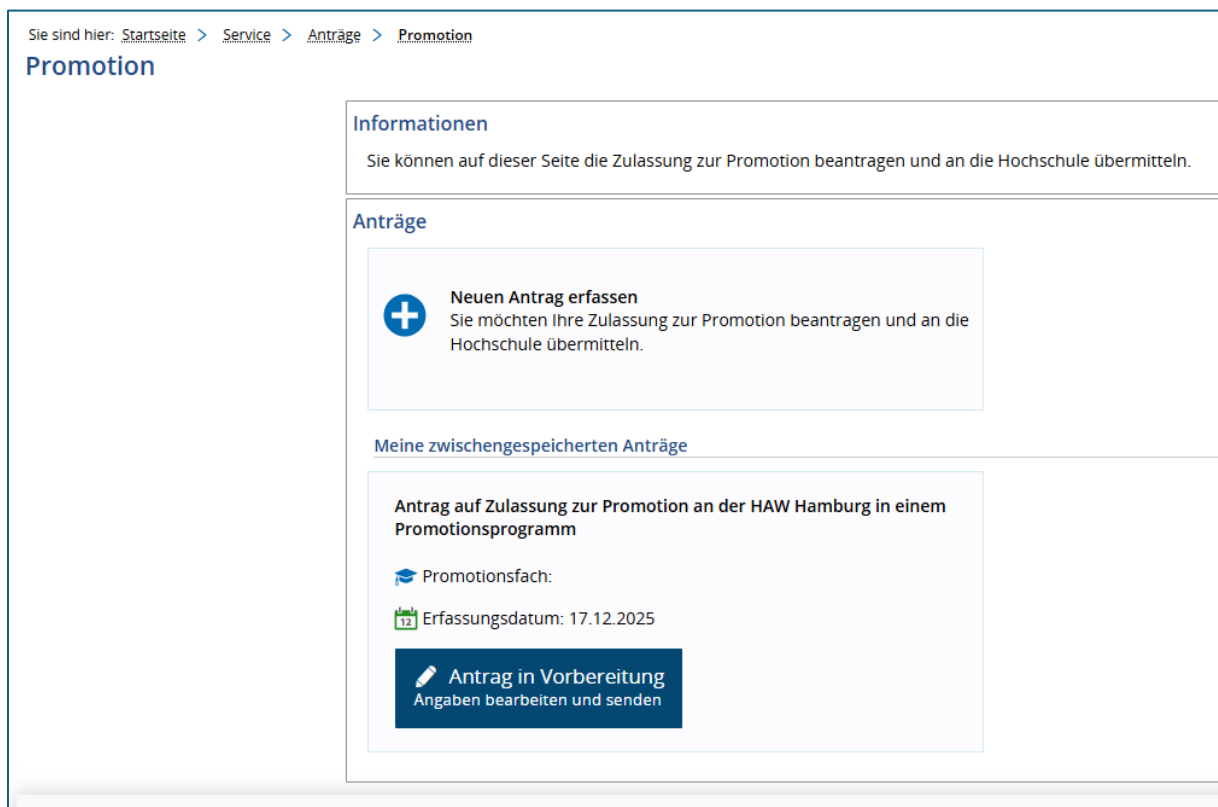 Sie sind hier: Startseite > Service > Anträge > Promotion
Promotion
Informationen
Sie können auf dieser Seite die Zulassung zur Promotion beantragen und an die Hochschule übermitteln.
Anträge
Neuen Antrag erfassen
Sie möchten Ihre Zulassung zur Promotion beantragen und an die
Hochschule übermitteln.
Meine zwischengespeicherten Anträge
Antrag auf Zulassung zur Promotion an der HAW Hamburg in einem
Promotionsprogramm
Promotionsfach:
12 Erfassungsdatum: 17.12.2025
Antrag in Vorbereitung
Angaben bearbeiten und senden